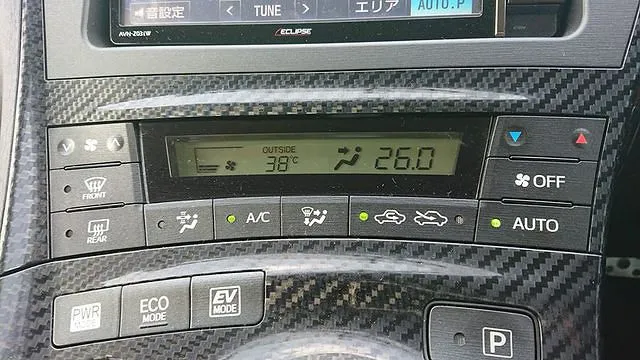 音設定 < TUNE > エリア AUTO.P
AVN-Z03iW ECLIPSE
OUTSIDE
38℃ 26.0
OFF
FRONT
REAR A/C AUTO
PWR MODE ECO MODE EV MODE
P